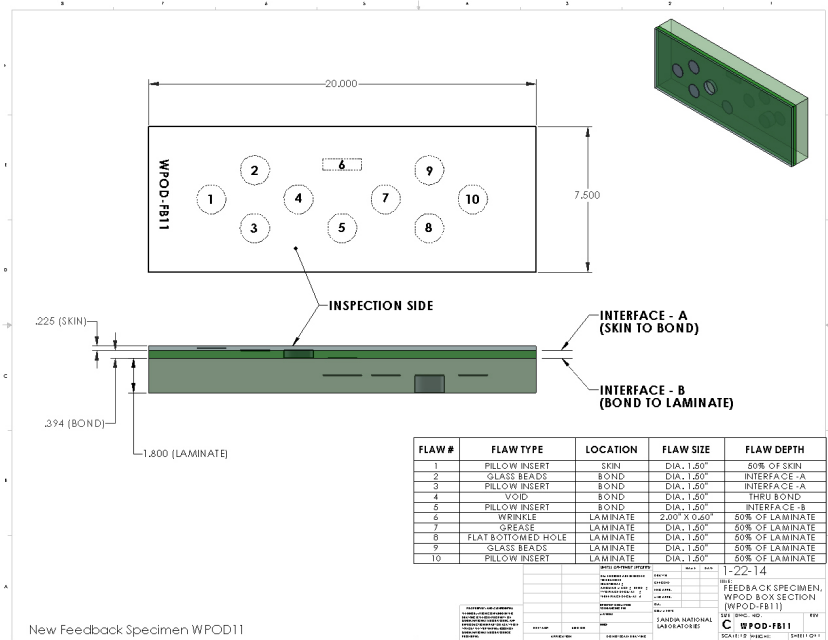 20.000
WPOD-FB11
1
2
3
4
5
6
7
8
9
10
7.500
INSPECTION SIDE
.225 (SKIN)
.394 (BOND)
1.800 (LAMINATE)
INTERFACE - A
(SKIN TO BOND)
INTERFACE - B
(BOND TO LAMINATE)
FLAW # FLAW TYPE LOCATION FLAW SIZE FLAW DEPTH
1 PILLOW INSERT SKIN DIA. 1.50" 50% OF SKIN
2 GLASS BEADS BOND DIA. 1.50" INTERFACE -A
3 PILLOW INSERT BOND DIA. 1.50" INTERFACE -A
4 VOID BOND DIA. 1.50" THRU BOND
5 PILLOW INSERT BOND DIA. 1.50" INTERFACE -B
6 WRINKLE LAMINATE 2.00" X 0.60" 50% OF LAMINATE
7 GREASE LAMINATE DIA. 1.50" 50% OF LAMINATE
8 FLAT BOTTOMED HOLE LAMINATE DIA. 1.50" 50% OF LAMINATE
9 GLASS BEADS LAMINATE DIA. 1.50" 50% OF LAMINATE
10 PILLOW INSERT LAMINATE DIA. 1.50" 50% OF LAMINATE
1-22-14
FEEDBACK SPECIMEN,
WPOD BOX SECTION
(WPOD-FB11)
SANDIA NATIONAL
LABORATORIES
C WPOD-FB11
New Feedback Specimen WPOD11